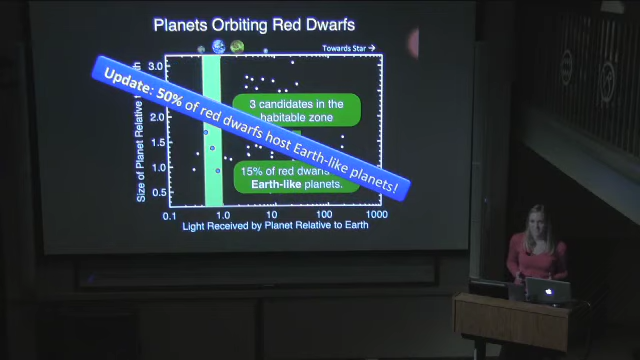 Planets Orbiting Red Dwarfs
Towards Star →
Size of Planet Relative to
3.0
2.0
1.5
1.0
0.5
Update: 50% of red dwarfs host Earth-like planets!
3 candidates in the
habitable zone
15% of red dwarfs
Earth-like planets.
0.1 1.0 10 100 1000
Light Received by Planet Relative to Earth